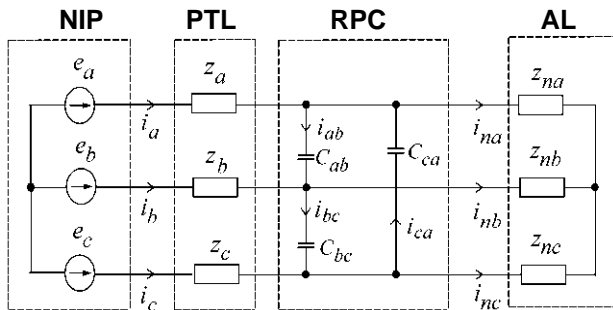 NIP PTL RPC AL
e_a z_a z_na
i_a i_ab C_ab C_ca i_na
e_b z_b z_nb
i_b i_bc C_bc i_ca i_nb
e_c z_c z_nc
i_c i_nc